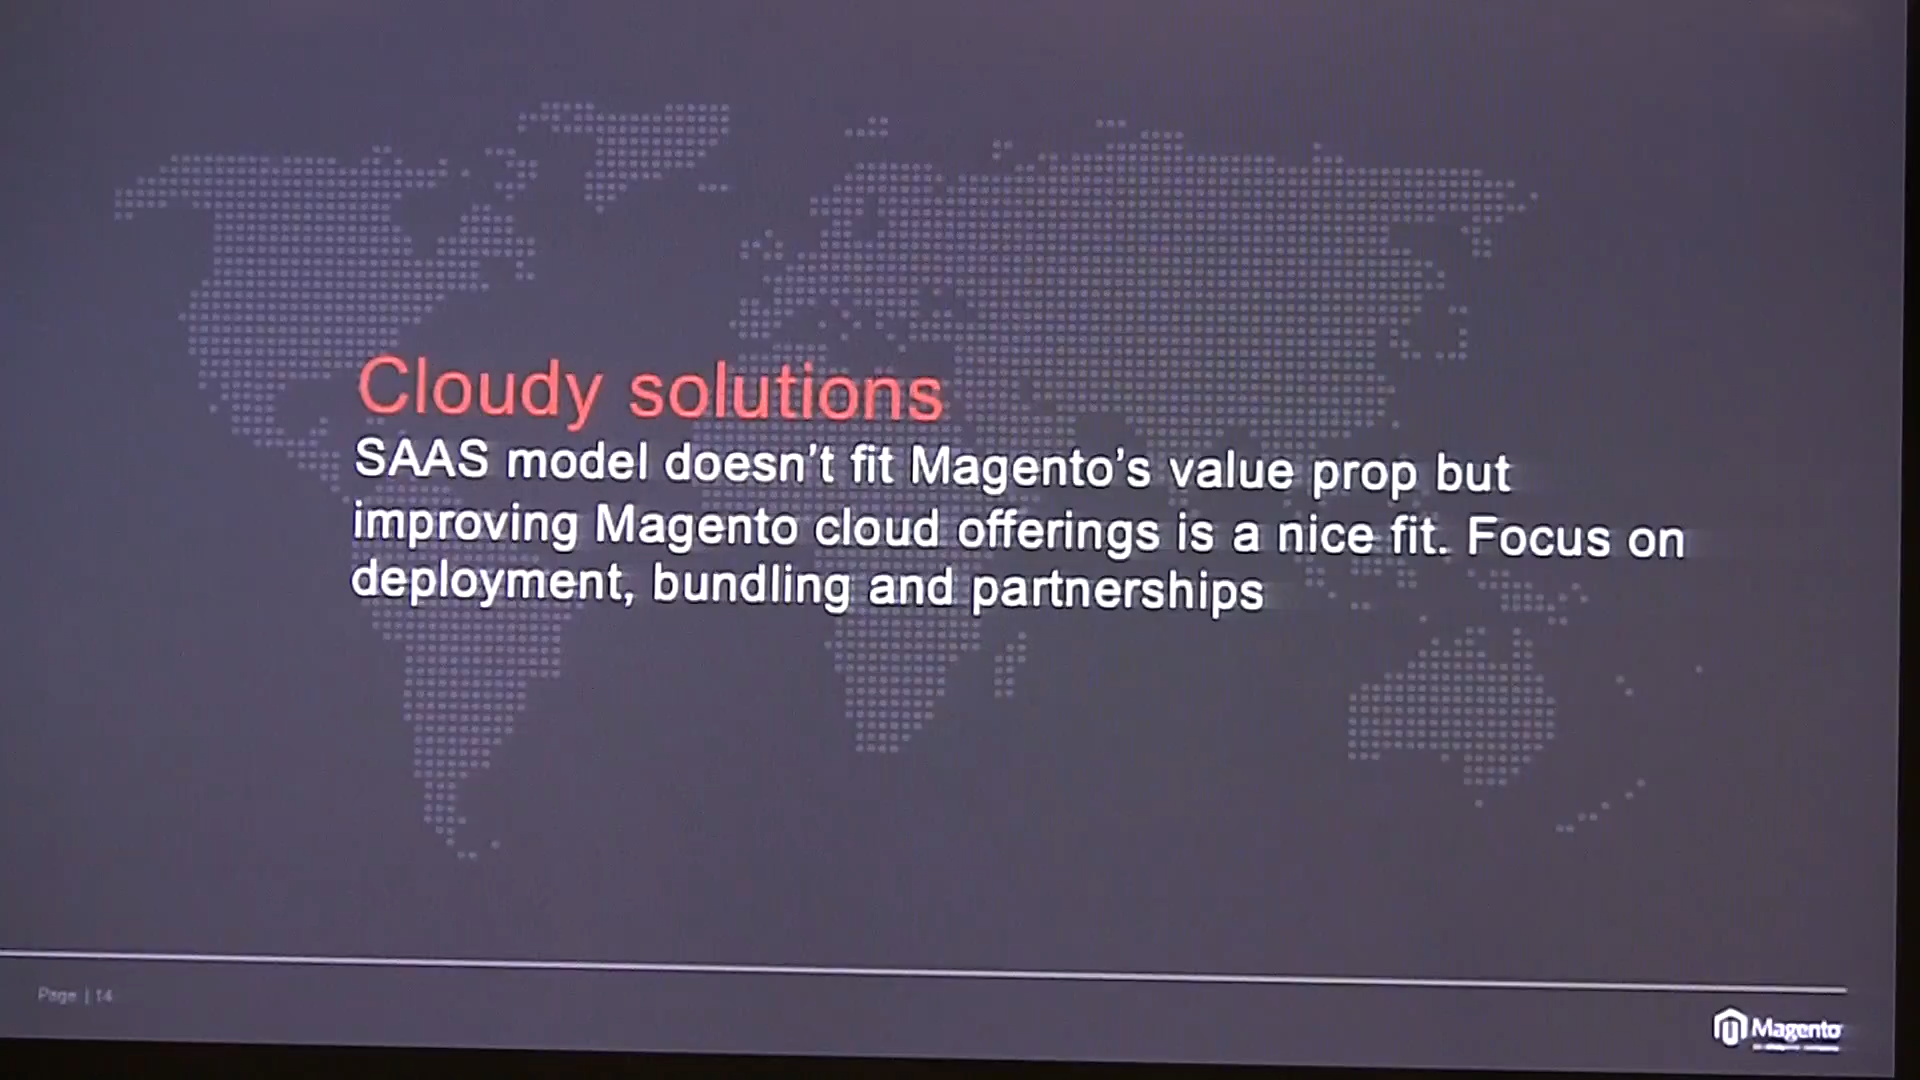 Cloudy solutions
SAAS model doesn't fit Magento's value prop but
improving Magento cloud offerings is a nice fit. Focus on
deployment, bundling and partnerships
Page | 14
Magento